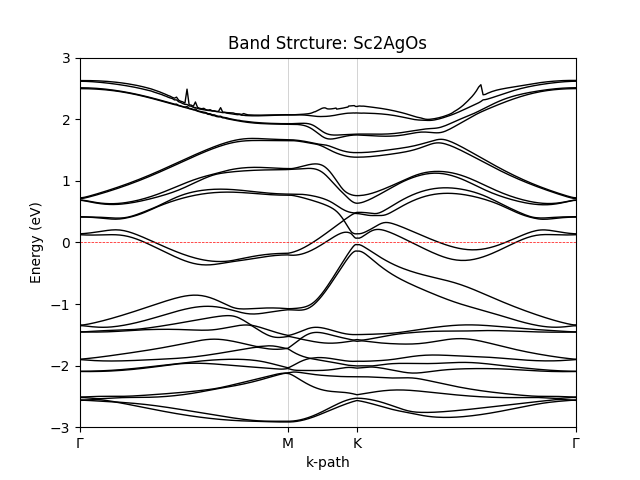 Band Strcture: Sc2AgOs
Energy (eV)
3
2
1
0
−1
−2
−3
Γ M K Γ
k-path